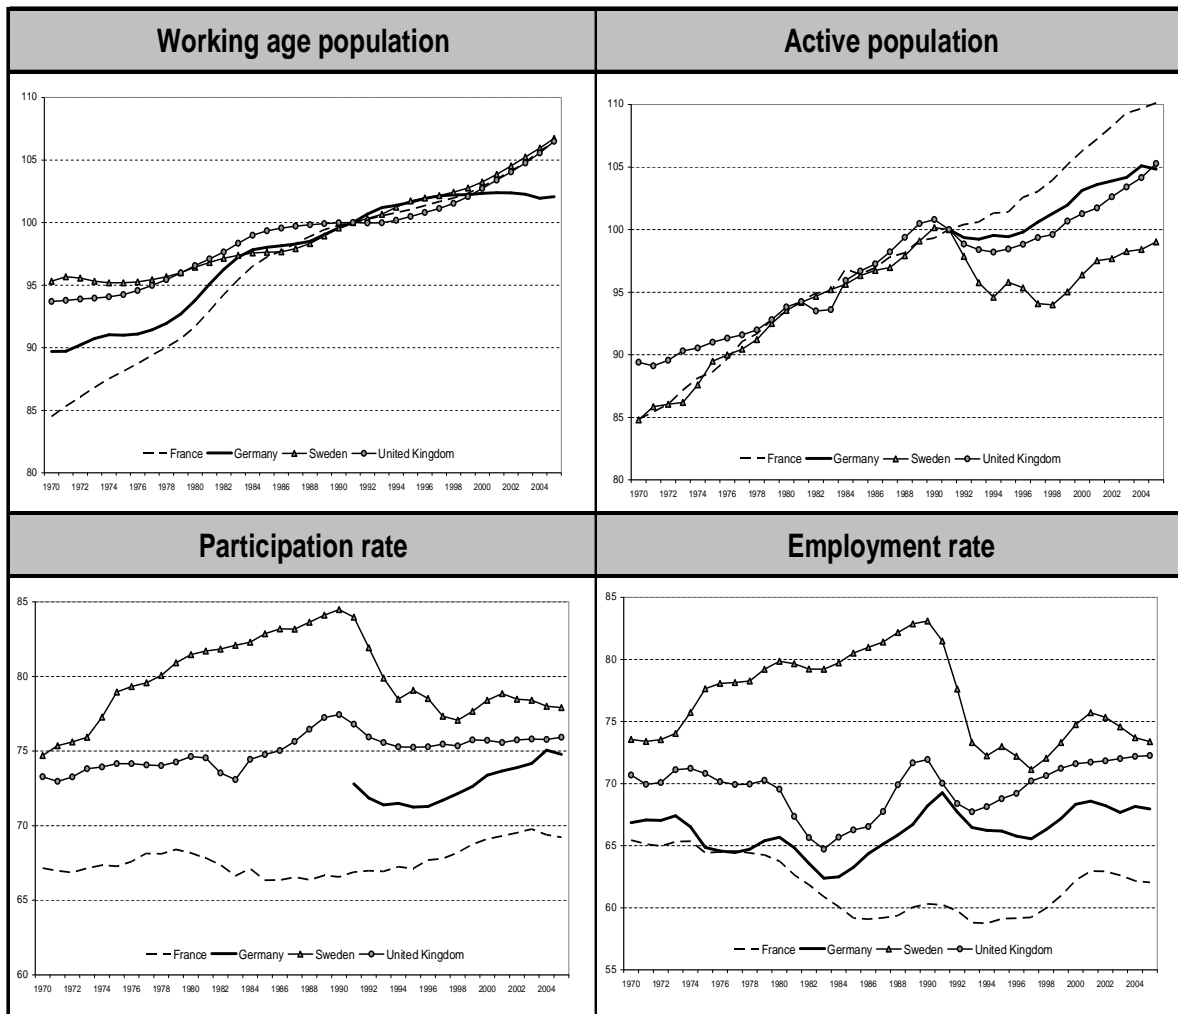 Working age population
Active population
110
105
100
95
90
85
80
France Germany Sweden United Kingdom
1970 1972 1974 1976 1978 1980 1982 1984 1986 1988 1990 1992 1994 1996 1998 2000 2002 2004
110
105
100
95
90
85
80
France Germany Sweden United Kingdom
1970 1972 1974 1976 1978 1980 1982 1984 1986 1988 1990 1992 1994 1996 1998 2000 2002 2004
Participation rate
Employment rate
85
80
75
70
65
60
France Germany Sweden United Kingdom
1970 1972 1974 1976 1978 1980 1982 1984 1986 1988 1990 1992 1994 1996 1998 2000 2002 2004
85
80
75
70
65
60
55
France Germany Sweden United Kingdom
1970 1972 1974 1976 1978 1980 1982 1984 1986 1988 1990 1992 1994 1996 1998 2000 2002 2004